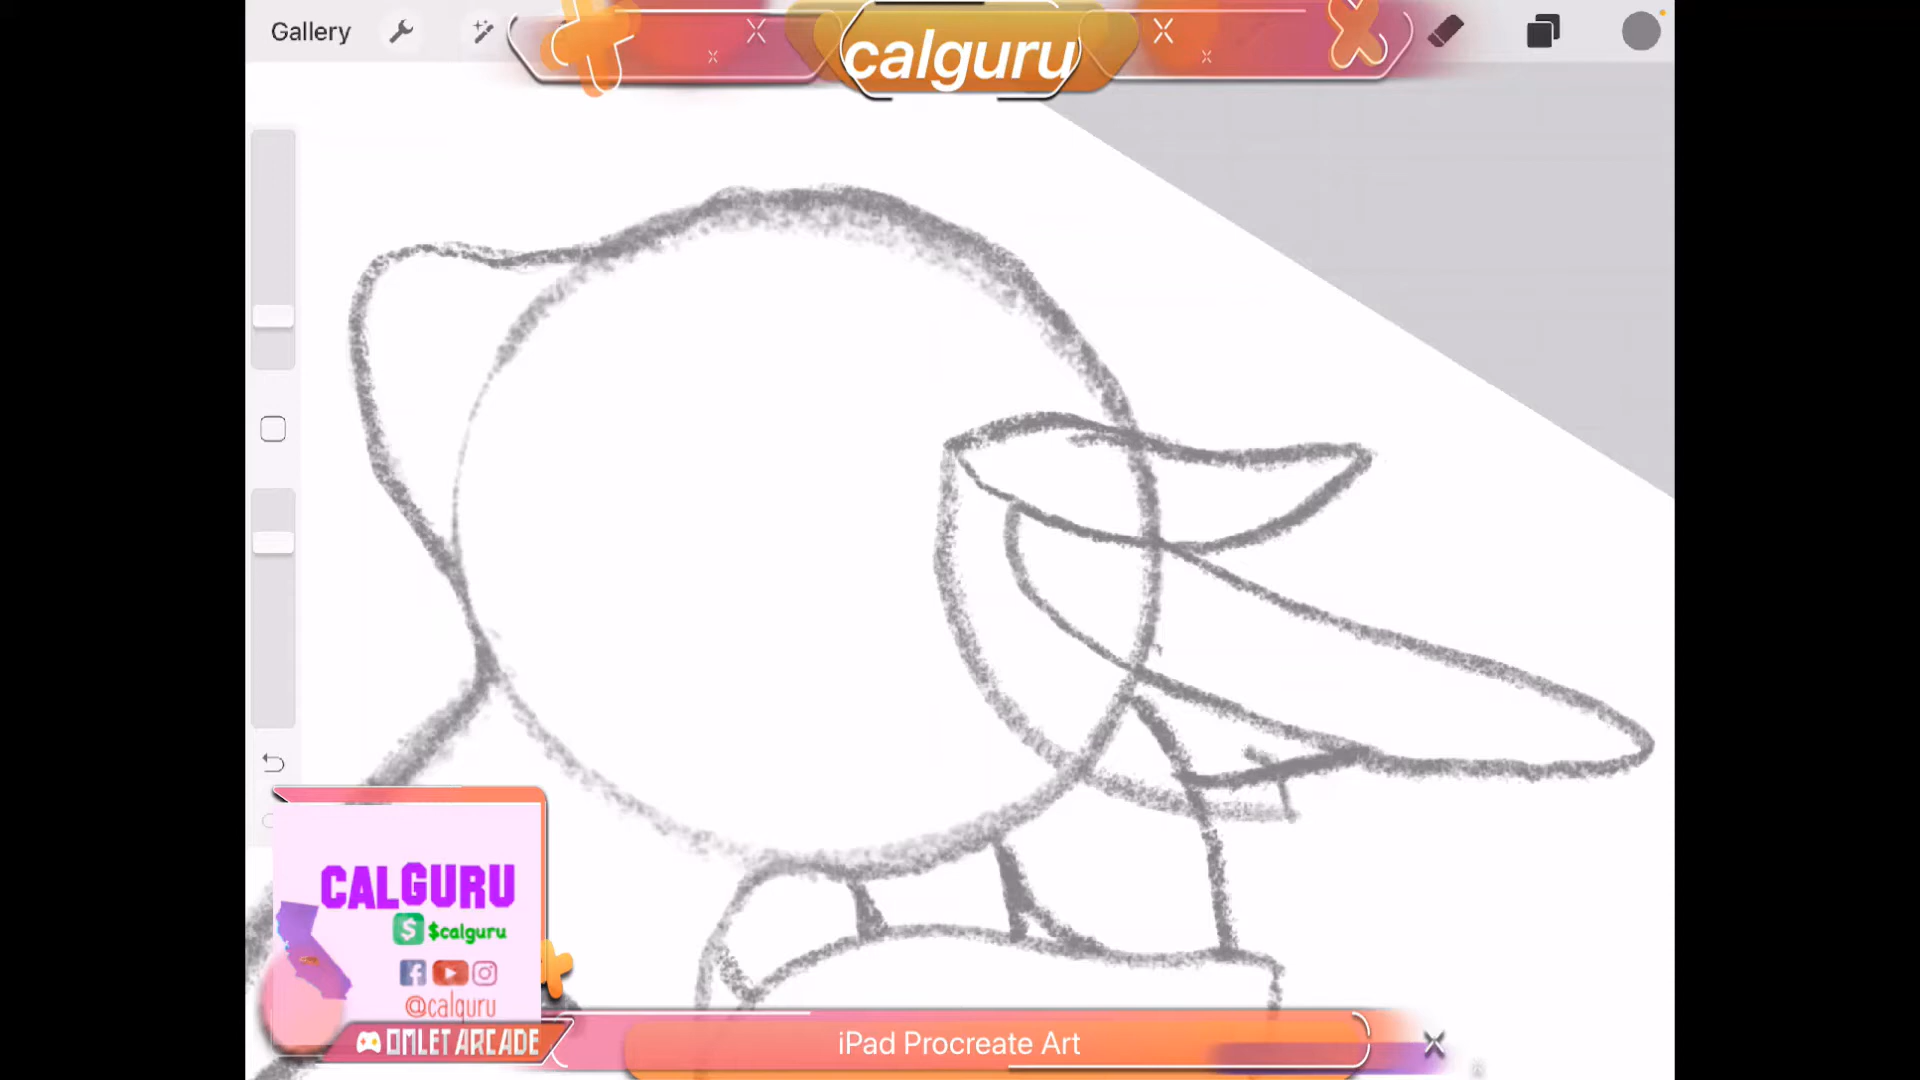 Gallery
calguru
CALGURU
$ $calguru
@calguru
OMLET ARCADE
iPad Procreate Art